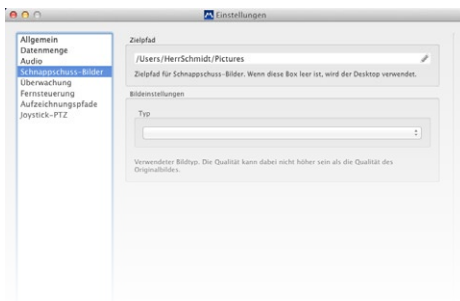 Einstellungen
Allgemein
Datenmenge
Audio
Schnappschuss-Bilder
Überwachung
Fernsteuerung
Aufzeichnungspfade
Joystick-PTZ
Zielpfad
/Users/HerrSchmidt/Pictures
Zielpfad für Schnappschuss-Bilder. Wenn diese Box leer ist, wird der Desktop verwendet.
Bildeinstellungen
Typ
Verwendeter Bildtyp. Die Qualität kann dabei nicht höher sein als die Qualität des
Originalbildes.